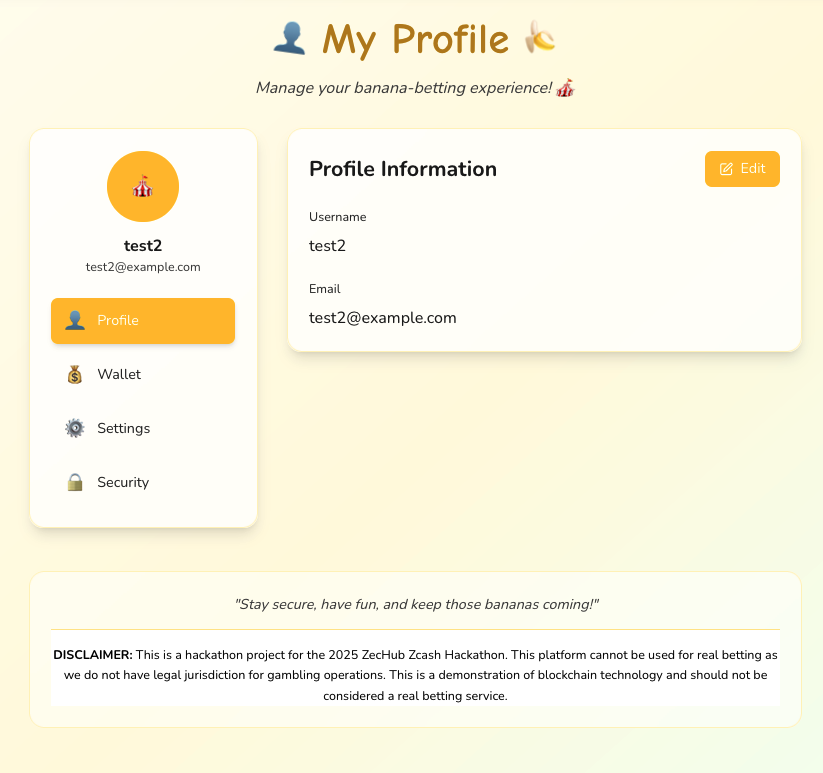 My Profile
Manage your banana-betting experience!
test2
test2@example.com
Profile
Wallet
Settings
Security
Profile Information
Edit
Username
test2
Email
test2@example.com
"Stay secure, have fun, and keep those bananas coming!"
DISCLAIMER: This is a hackathon project for the 2025 ZecHub Zcash Hackathon. This platform cannot be used for real betting as
we do not have legal jurisdiction for gambling operations. This is a demonstration of blockchain technology and should not be
considered a real betting service.